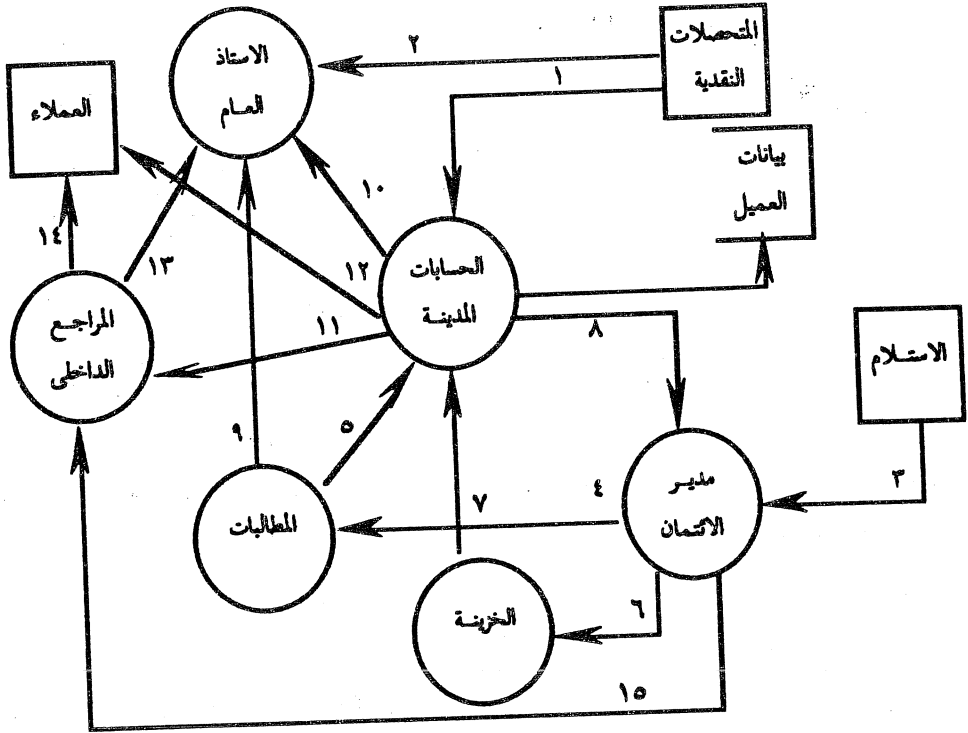 المتحصلات
النقدية
الاستاذ
العام
العملاء
٢
١
بيانات
العميل
١٠
١٤
١٣
١٢
الحسابات
المدينة
المراجع
الداخلى
١١
٨
الاستلام
٩
٥
مدير
الائتمان
٣
٤
٧
المطالبات
الخزينة
٦
١٥